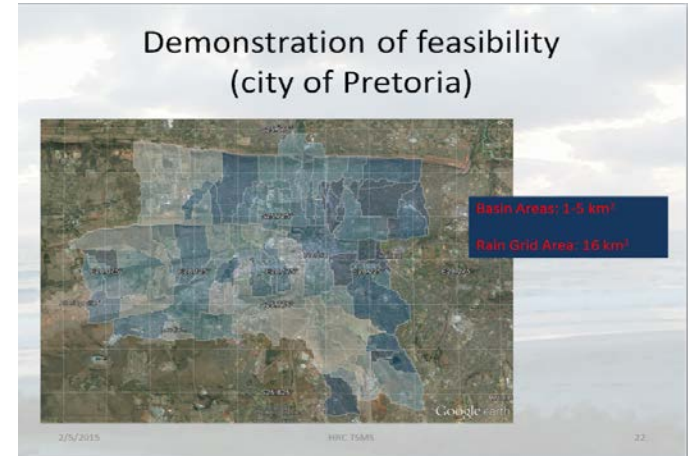 Demonstration of feasibility
(city of Pretoria)
Basin Areas: 1-5 km²
Rain Grid Area: 16 km²
Google earth
2/5/2015
HRC TSMS
22